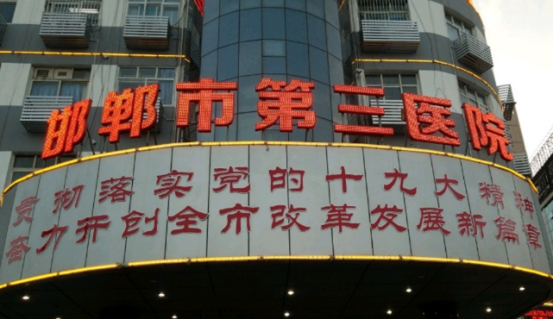 邯郸市第三医院
贯彻落实党的十九大精神
奋力开创全市改革发展新篇章